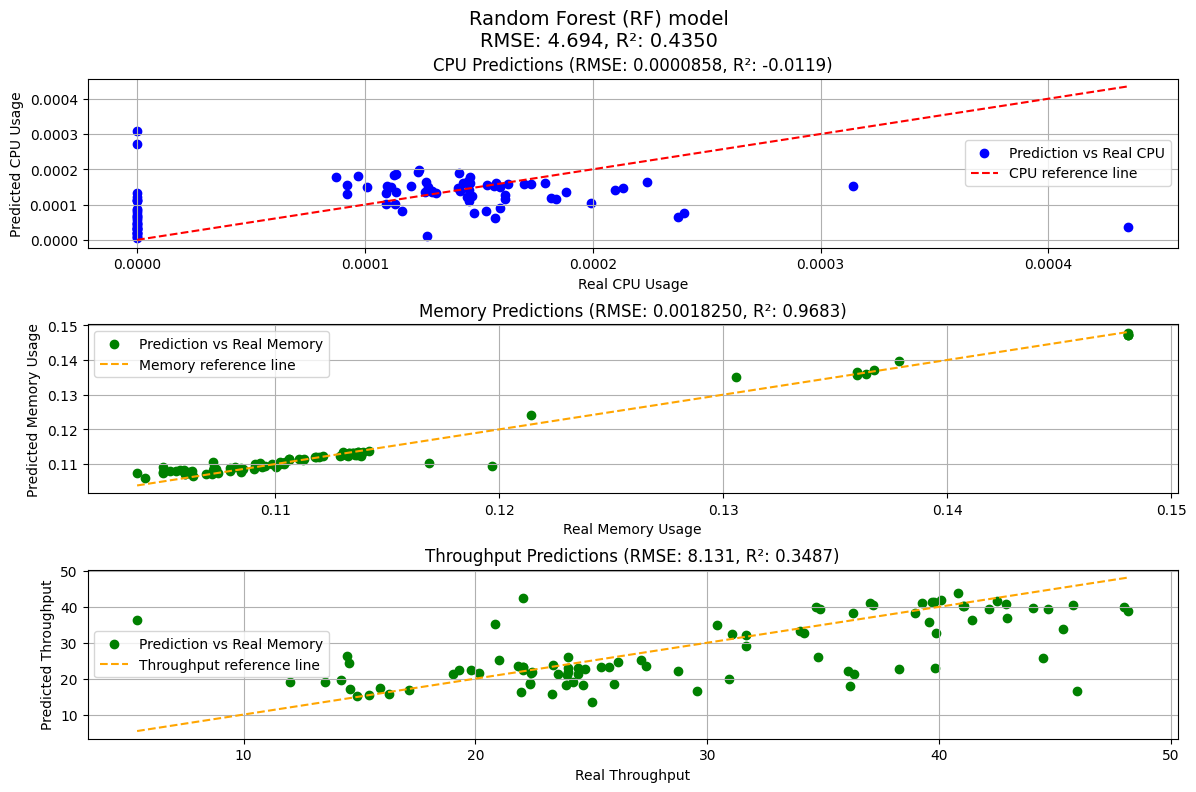 Random Forest (RF) model
RMSE: 4.694, R²: 0.4350
CPU Predictions (RMSE: 0.0000858, R²: -0.0119)
Predicted CPU Usage
0.0004
0.0003
0.0002
0.0001
0.0000
Prediction vs Real CPU
CPU reference line
0.0000 0.0001 0.0002 0.0003 0.0004
Real CPU Usage
Memory Predictions (RMSE: 0.0018250, R²: 0.9683)
Predicted Memory Usage
0.15
0.14
0.13
0.12
0.11
Prediction vs Real Memory
Memory reference line
0.11 0.12 0.13 0.14 0.15
Real Memory Usage
Throughput Predictions (RMSE: 8.131, R²: 0.3487)
Predicted Throughput
50
40
30
20
10
Prediction vs Real Memory
Throughput reference line
10 20 30 40 50
Real Throughput